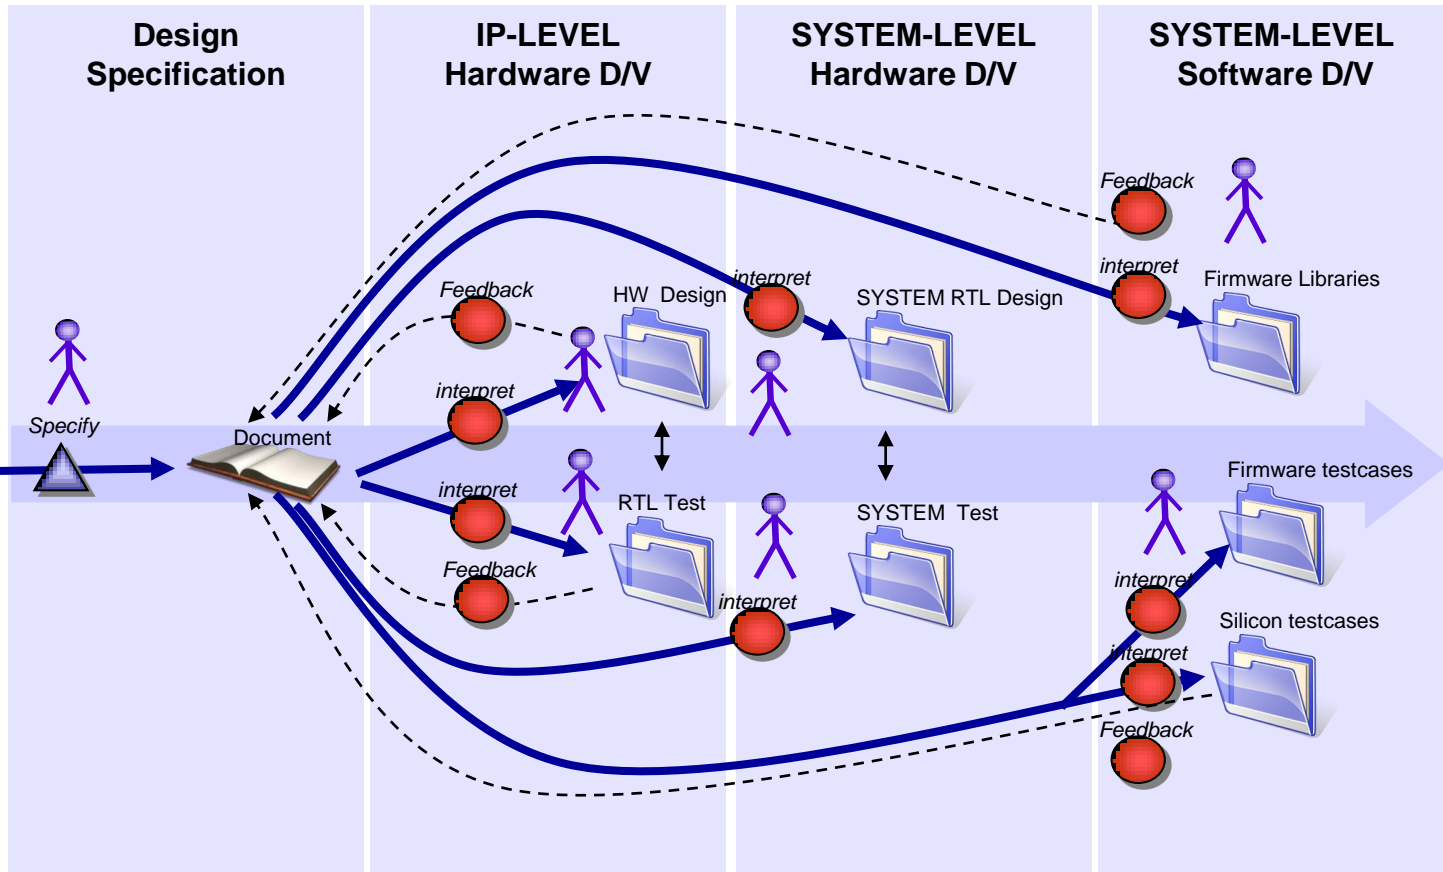 Design
Specification
IP-LEVEL
Hardware D/V
SYSTEM-LEVEL
Hardware D/V
SYSTEM-LEVEL
Software D/V
Specify
Document
Feedback
HW Design
interpret
interpret
RTL Test
Feedback
interpret
SYSTEM RTL Design
SYSTEM Test
interpret
Feedback
interpret
Firmware Libraries
Firmware testcases
interpret
Silicon testcases
interpret
Feedback